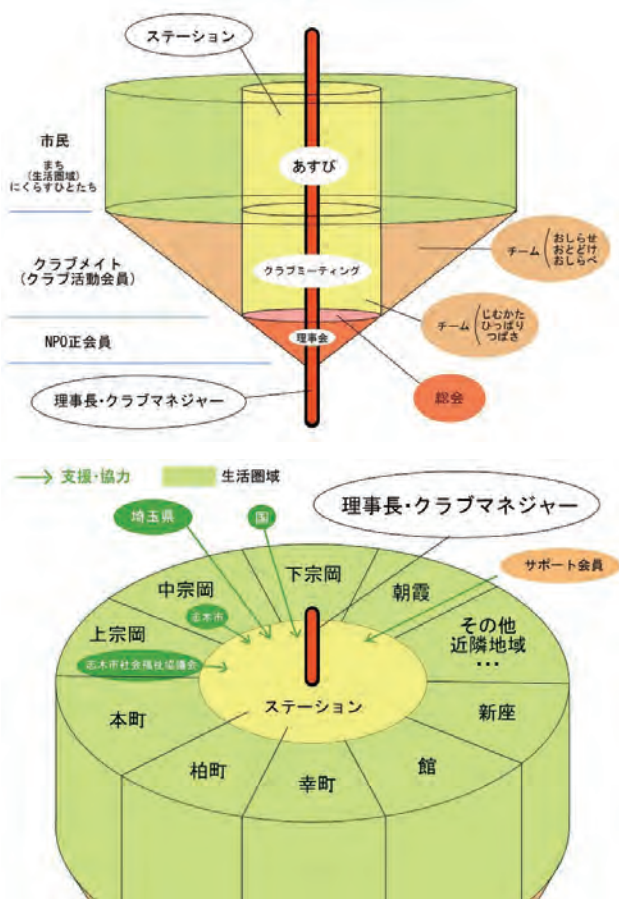 ステーション
市民
まち
(生活圏域)
にくらすひとたち
あすび
クラブメイト
(クラブ活動会員)
クラブミーティング
チーム
おしらせ
おとどけ
おしらべ
チーム
じむかた
ひっぱり
つばさ
NPO正会員
理事会
理事長・クラブマネジャー
総会
支援・協力
生活圏域
理事長・クラブマネジャー
埼玉県
国
サポート会員
下宗岡
中宗岡
朝霞
志木市
上宗岡
その他
近隣地域
・・・
志木市社会福祉協議会
ステーション
本町
新座
柏町
幸町
館